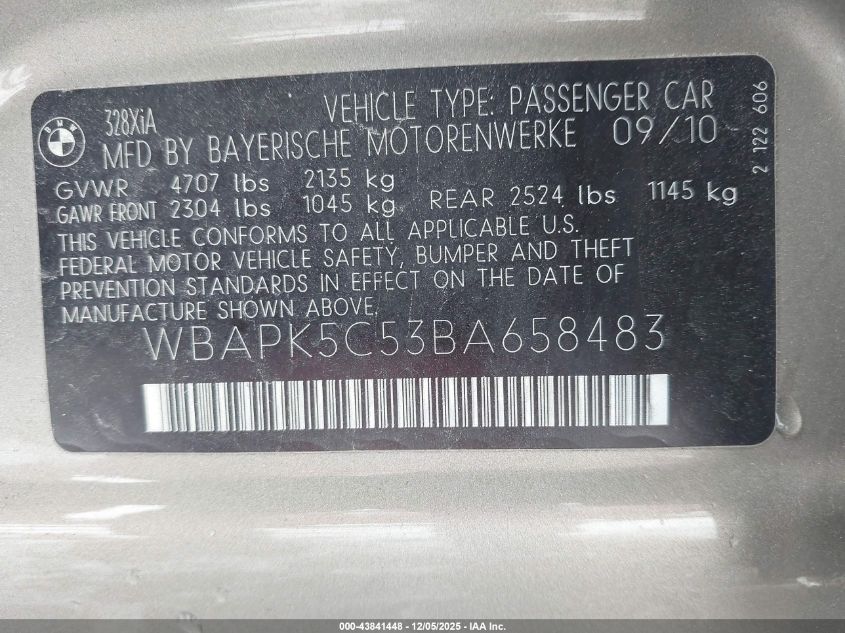 BMW
328XiA
VEHICLE TYPE: PASSENGER CAR
MFD BY BAYERISCHE MOTORENWERKE 09/10
GVWR 4707 lbs 2135 kg
GAWR FRONT 2304 lbs 1045 kg REAR 2524 lbs 1145 kg
THIS VEHICLE CONFORMS TO ALL APPLICABLE U.S.
FEDERAL MOTOR VEHICLE SAFETY, BUMPER AND THEFT
PREVENTION STANDARDS IN EFFECT ON THE DATE OF
MANUFACTURE SHOWN ABOVE.
WBAPK5C53BA658483
2 122 606
000-43841448 - 12/05/2025 - IAA Inc.